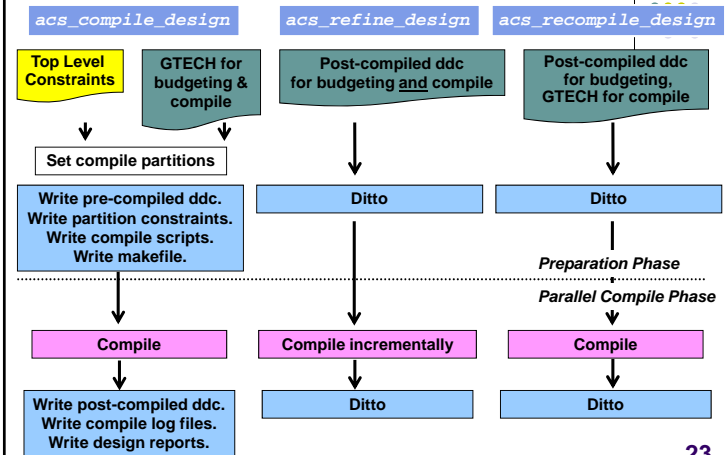 acs_compile_design
acs_refine_design
acs_recompile_design
Top Level
Constraints
GTECH for
budgeting &
compile
Post-compiled ddc
for budgeting and compile
Post-compiled ddc
for budgeting,
GTECH for compile
Set compile partitions
Write pre-compiled ddc.
Write partition constraints.
Write compile scripts.
Write makefile.
Ditto
Ditto
Preparation Phase
Parallel Compile Phase
Compile
Compile incrementally
Compile
Write post-compiled ddc.
Write compile log files.
Write design reports.
Ditto
Ditto
23